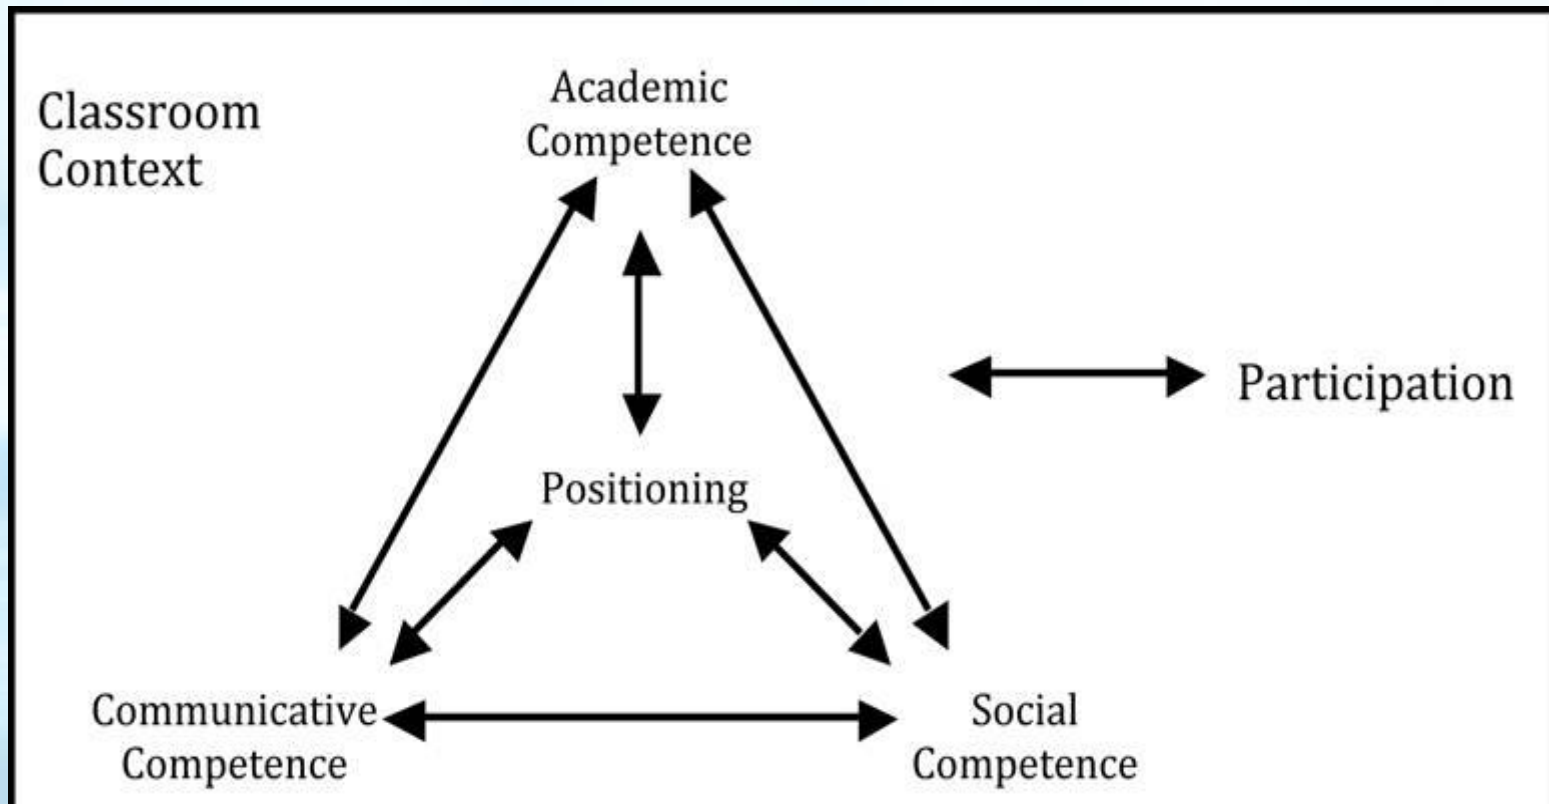 Classroom
Context
Academic
Competence
Positioning
Participation
Communicative
Competence
Social
Competence